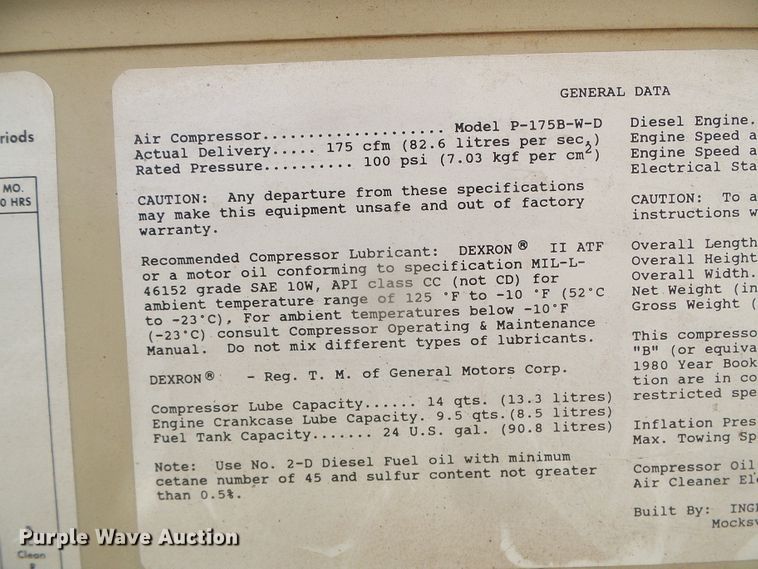 riods
MO.
0 HRS
Clean
GENERAL DATA
Air Compressor.................... Model P-175B-W-D
Actual Delivery..... 175 cfm (82.6 litres per sec.)
Rated Pressure.......... 100 psi (7.03 kgf per cm2)
CAUTION: Any departure from these specifications
may make this equipment unsafe and out of factory
warranty.
Recommended Compressor Lubricant: DEXRON® II ATF
or a motor oil conforming to specification MIL-L-
46152 grade SAE 10W, API class CC (not CD) for
ambient temperature range of 125 °F to -10 °F (52°C
to -23°C). For ambient temperatures below -10°F
(-23°C) consult Compressor Operating & Maintenance
Manual. Do not mix different types of lubricants.
DEXRON® - Reg. T. M. of General Motors Corp.
Compressor Lube Capacity...... 14 qts. (13.3 litres)
Engine Crankcase Lube Capacity. 9.5 qts.(8.5 litres)
Fuel Tank Capacity....... 24 U.S. gal. (90.8 litres)
Note: Use No. 2-D Diesel Fuel oil with minimum
cetane number of 45 and sulfur content not greater
than 0.5%.
Diesel Engine.
Engine Speed a
Engine Speed a
Electrical Sta
CAUTION: To a
instructions w
Overall Length
Overall Height
Overall Width.
Net Weight (in
Gross Weight (
This compresso
"B" (or equiva
1980 Year Book
tion are in co
restricted spe
Inflation Pres
Max. Towing Sp
Compressor Oil
Air Cleaner El
Built By: ING
Mocksv
Purple Wave Auction